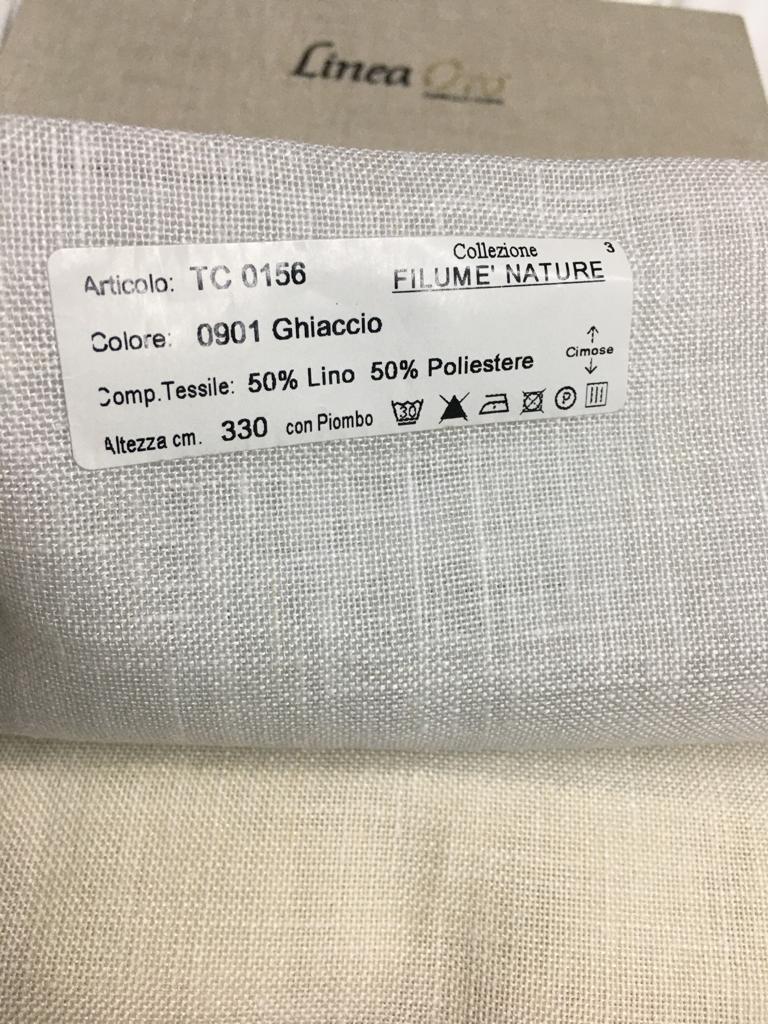 Linea Oro
Collezione 3
Articolo: TC 0156 FILUME' NATURE
Colore: 0901 Ghiaccio
Cimose
Comp.Tessile: 50% Lino 50% Poliestere
Altezza cm. 330 con Piombo 30 P